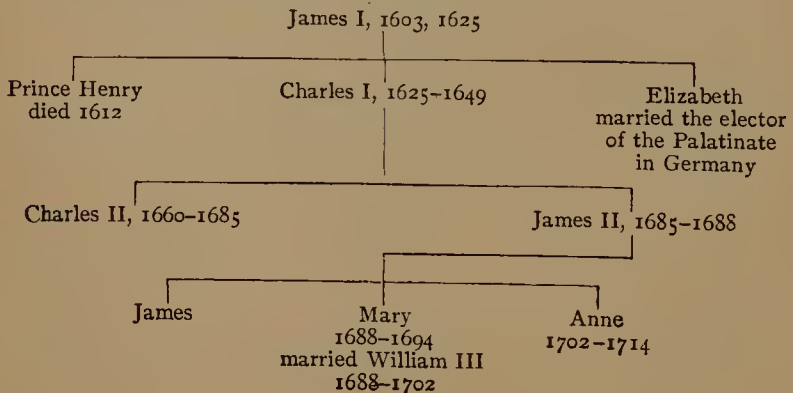 James I, 1603, 1625
Prince Henry
died 1612
Charles I, 1625–1649
Elizabeth
married the elector
of the Palatinate
in Germany
Charles II, 1660–1685
James II, 1685–1688
James
Mary
1688–1694
married William III
1688–1702
Anne
1702–1714